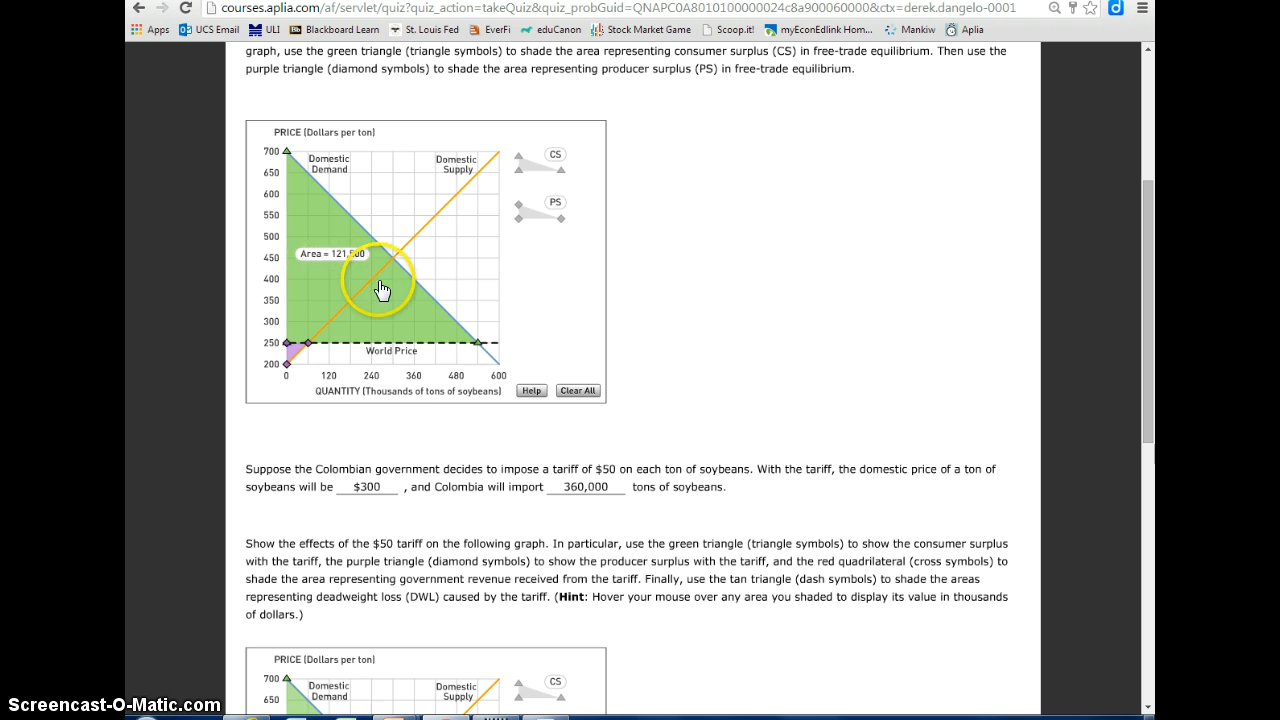 courses.aplia.com/af/servlet/quiz?quiz_action=takeQuiz&quiz_probGuid=QNAPC0A8010100000024c8a900060000&ctx=derek.dangelo-0001
Apps UCS Email ULI Blackboard Learn St. Louis Fed EverFi eduCanon Stock Market Game Scoop.it! myEconEdlink Hom... Mankiw Aplia
graph, use the green triangle (triangle symbols) to shade the area representing consumer surplus (CS) in free-trade equilibrium. Then use the
purple triangle (diamond symbols) to shade the area representing producer surplus (PS) in free-trade equilibrium.
PRICE (Dollars per ton)
700
650
600
550
500
450
400
350
300
250
200
Domestic
Demand
Domestic
Supply
CS
PS
World Price
0 120 240 360 480 600
QUANTITY (Thousands of tons of soybeans)
Help Clear All
Suppose the Colombian government decides to impose a tariff of $50 on each ton of soybeans. With the tariff, the domestic price of a ton of
soybeans will be $300 , and Colombia will import 360,000 tons of soybeans.
Show the effects of the $50 tariff on the following graph. In particular, use the green triangle (triangle symbols) to show the consumer surplus
with the tariff, the purple triangle (diamond symbols) to show the producer surplus with the tariff, and the red quadrilateral (cross symbols) to
shade the area representing government revenue received from the tariff. Finally, use the tan triangle (dash symbols) to shade the areas
representing deadweight loss (DWL) caused by the tariff. (Hint: Hover your mouse over any area you shaded to display its value in thousands
of dollars.)
PRICE (Dollars per ton)
700
650
Domestic
Demand
Domestic
Supply
CS
Area = 121,500
Screencast-O-Matic.com